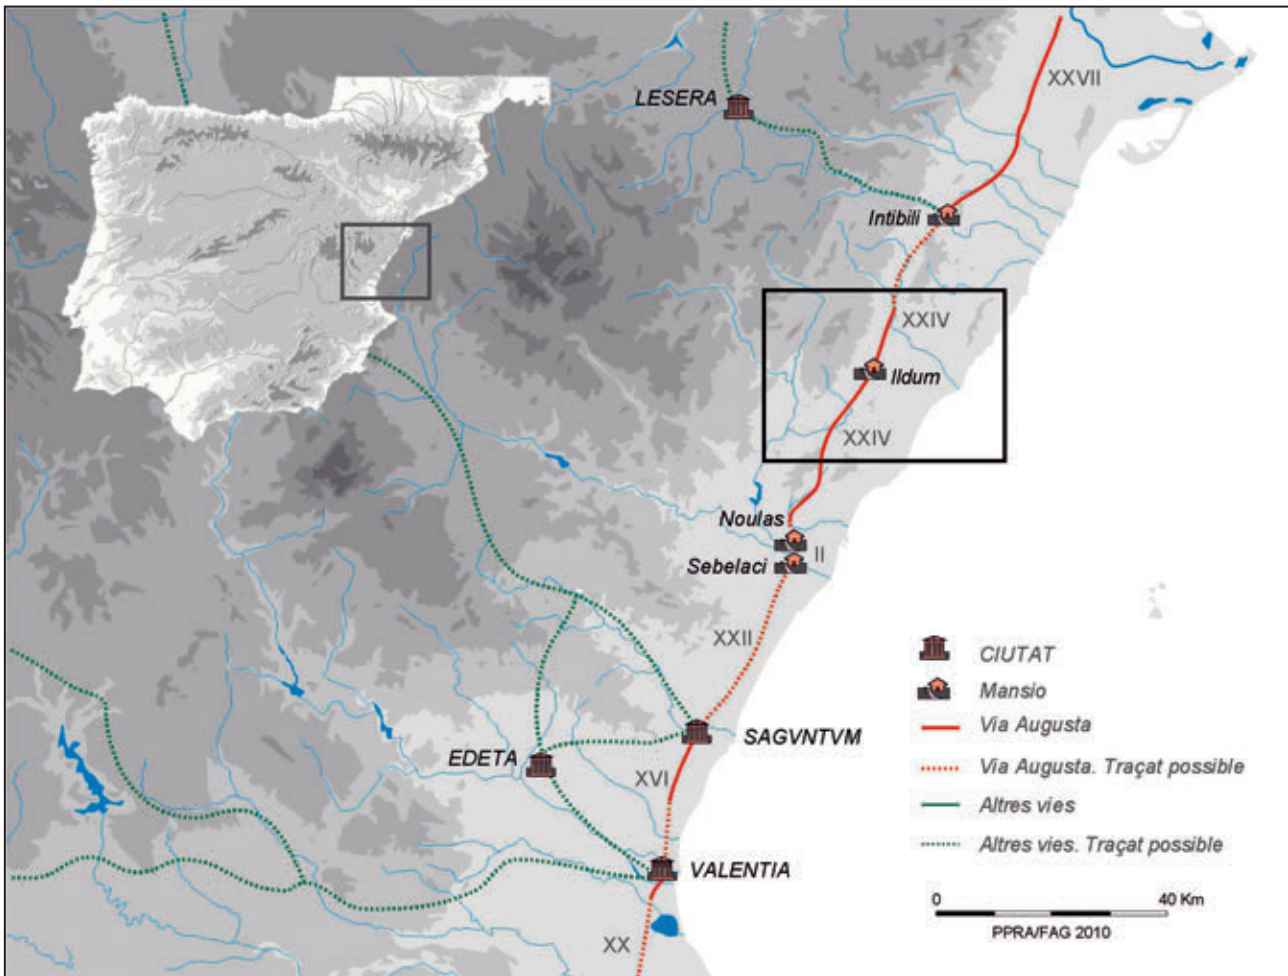 XXVII
LESERA
Intibili
XXIV
Ildum
XXIV
Noulas
II
Sebelaci
XXII
CIUTAT
Mansio
SAGVNTVM
Via Augusta
EDETA
XVI
Via Augusta. Traçat possible
Altres vies
Altres vies. Traçat possible
VALENTIA
0 40 Km
PPRA/FAG 2010
XX